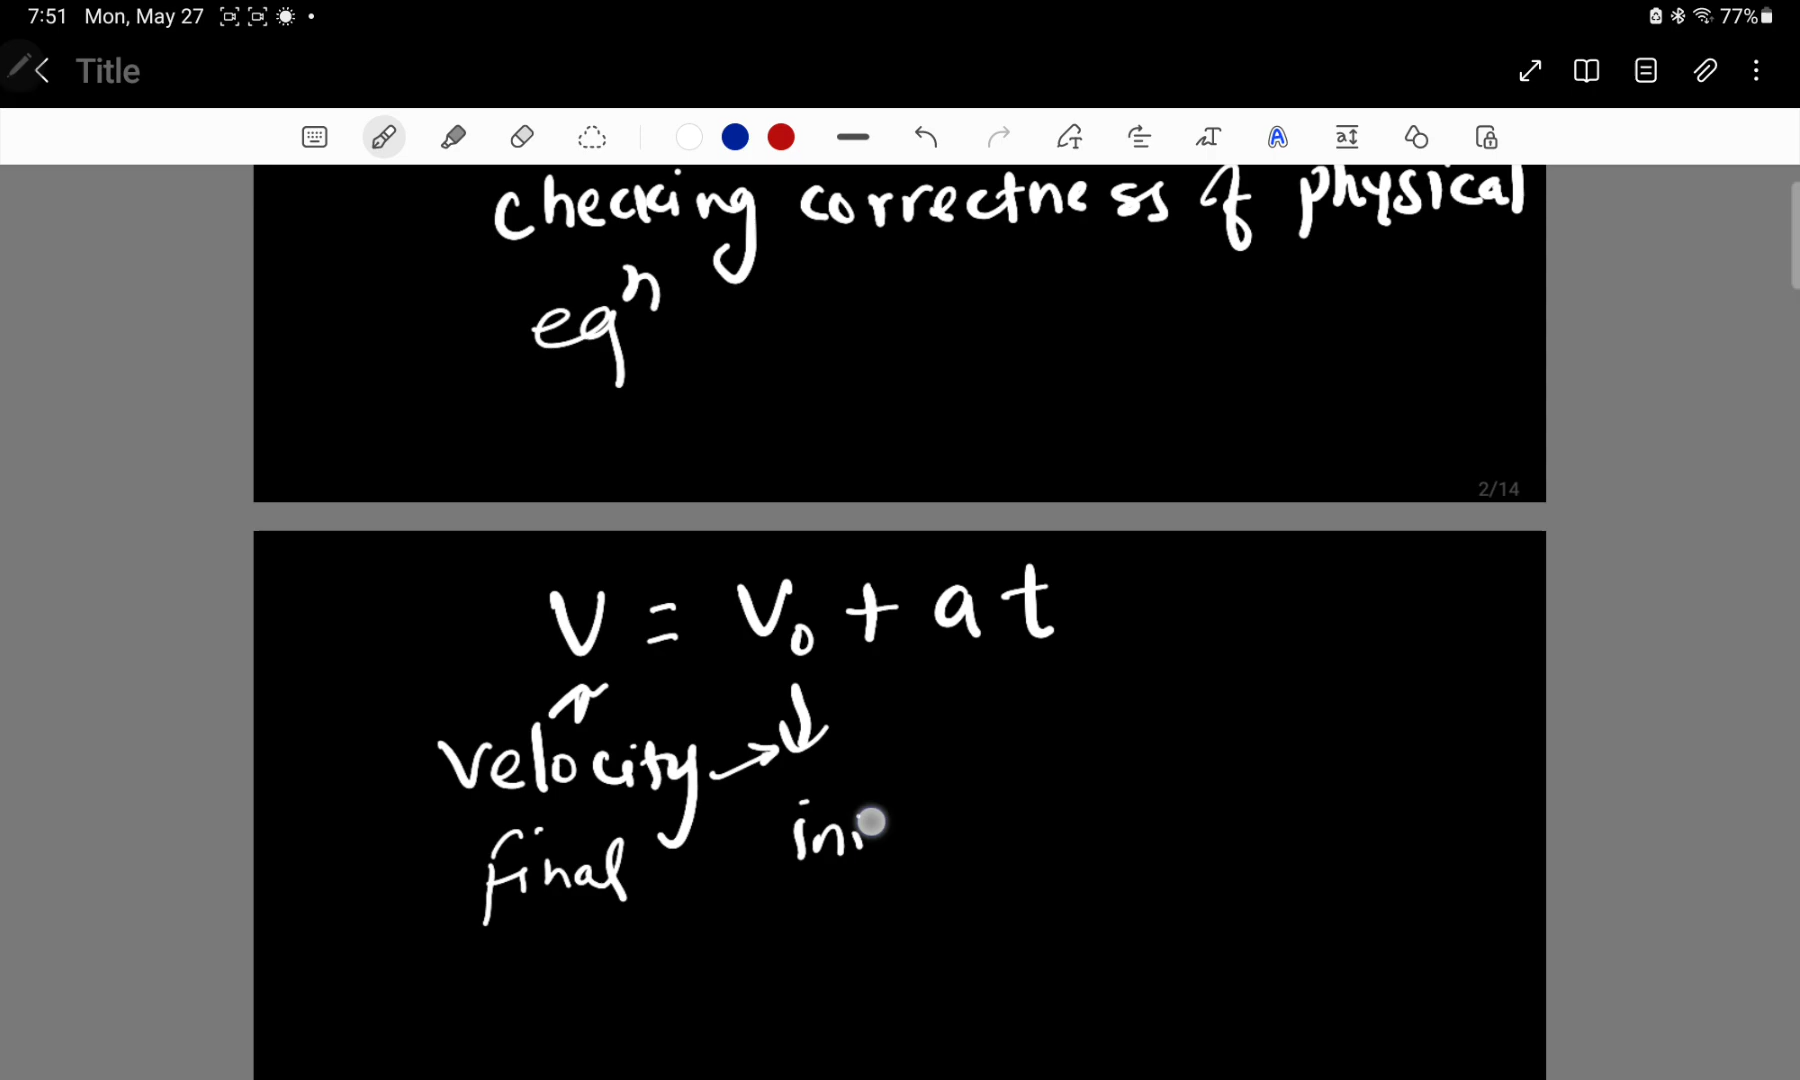 7:51 Mon, May 27 77%
Title
checking correctness of physical
eqⁿ
2/14
V = V₀ + at
velocity
final ini